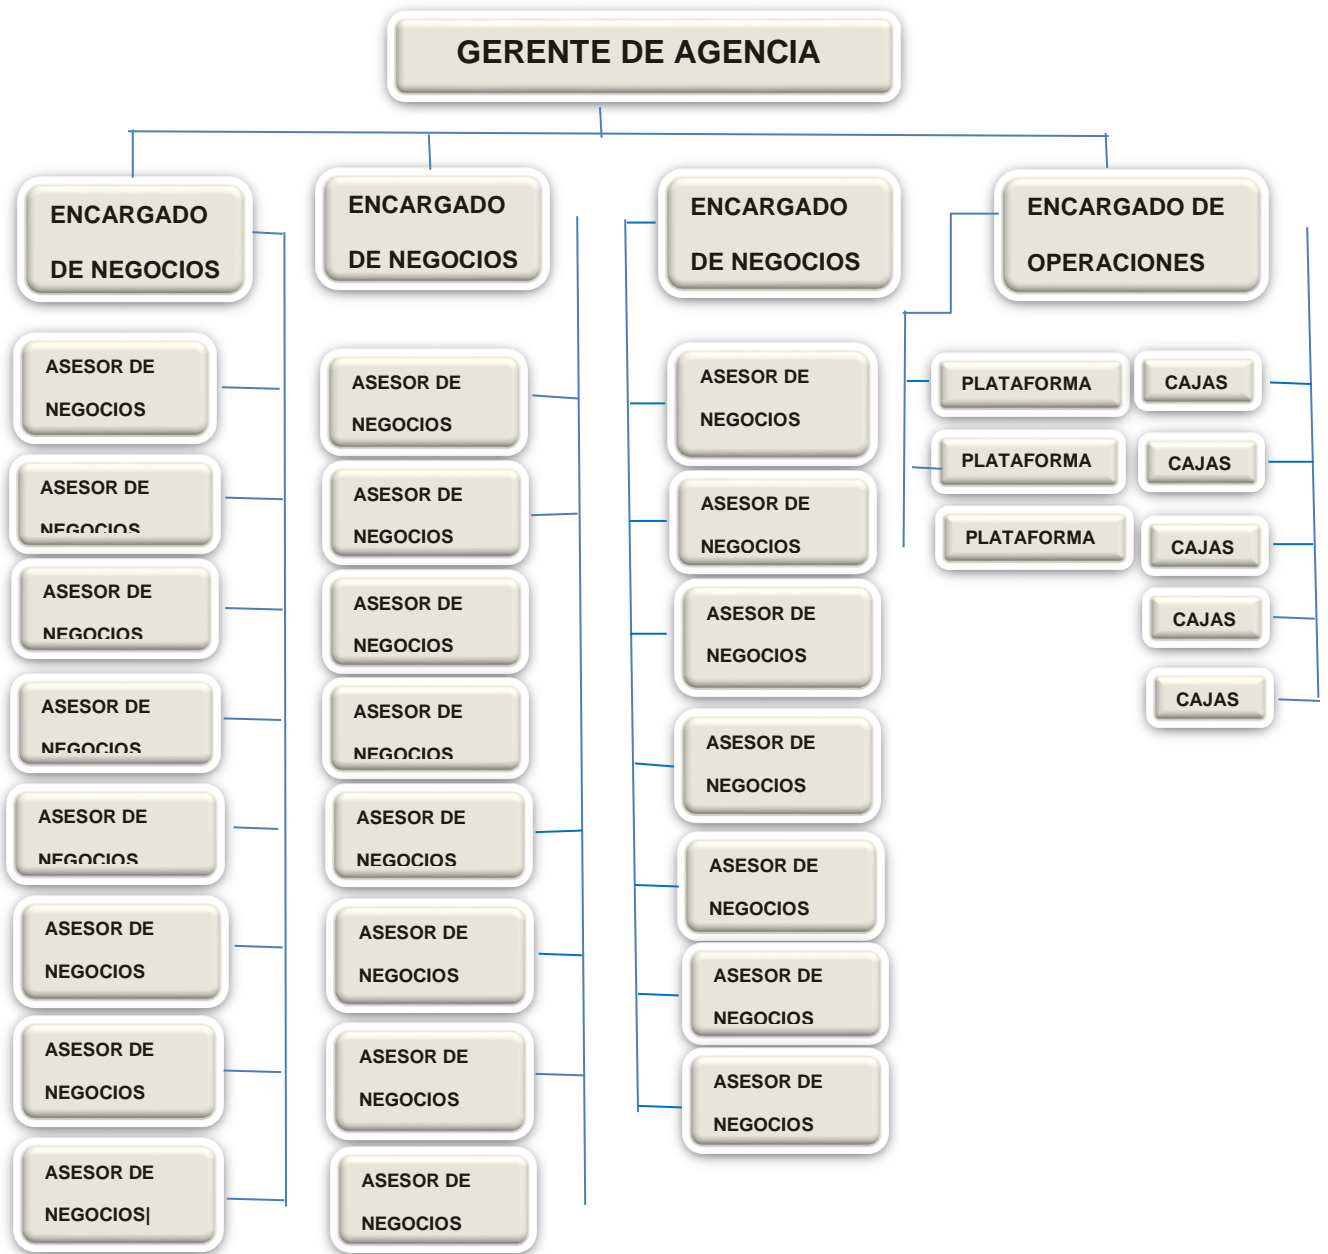 GERENTE DE AGENCIA
ENCARGADO
DE NEGOCIOS
ASESOR DE
NEGOCIOS
ASESOR DE
NEGOCIOS
ASESOR DE
NEGOCIOS
ASESOR DE
NEGOCIOS
ASESOR DE
NEGOCIOS
ASESOR DE
NEGOCIOS
ASESOR DE
NEGOCIOS
ASESOR DE
NEGOCIOS|
ENCARGADO
DE NEGOCIOS
ASESOR DE
NEGOCIOS
ASESOR DE
NEGOCIOS
ASESOR DE
NEGOCIOS
ASESOR DE
NEGOCIOS
ASESOR DE
NEGOCIOS
ASESOR DE
NEGOCIOS
ASESOR DE
NEGOCIOS
ASESOR DE
NEGOCIOS
ENCARGADO
DE NEGOCIOS
ASESOR DE
NEGOCIOS
ASESOR DE
NEGOCIOS
ASESOR DE
NEGOCIOS
ASESOR DE
NEGOCIOS
ASESOR DE
NEGOCIOS
ASESOR DE
NEGOCIOS
ASESOR DE
NEGOCIOS
ENCARGADO DE
OPERACIONES
PLATAFORMA
PLATAFORMA
PLATAFORMA
CAJAS
CAJAS
CAJAS
CAJAS
CAJAS